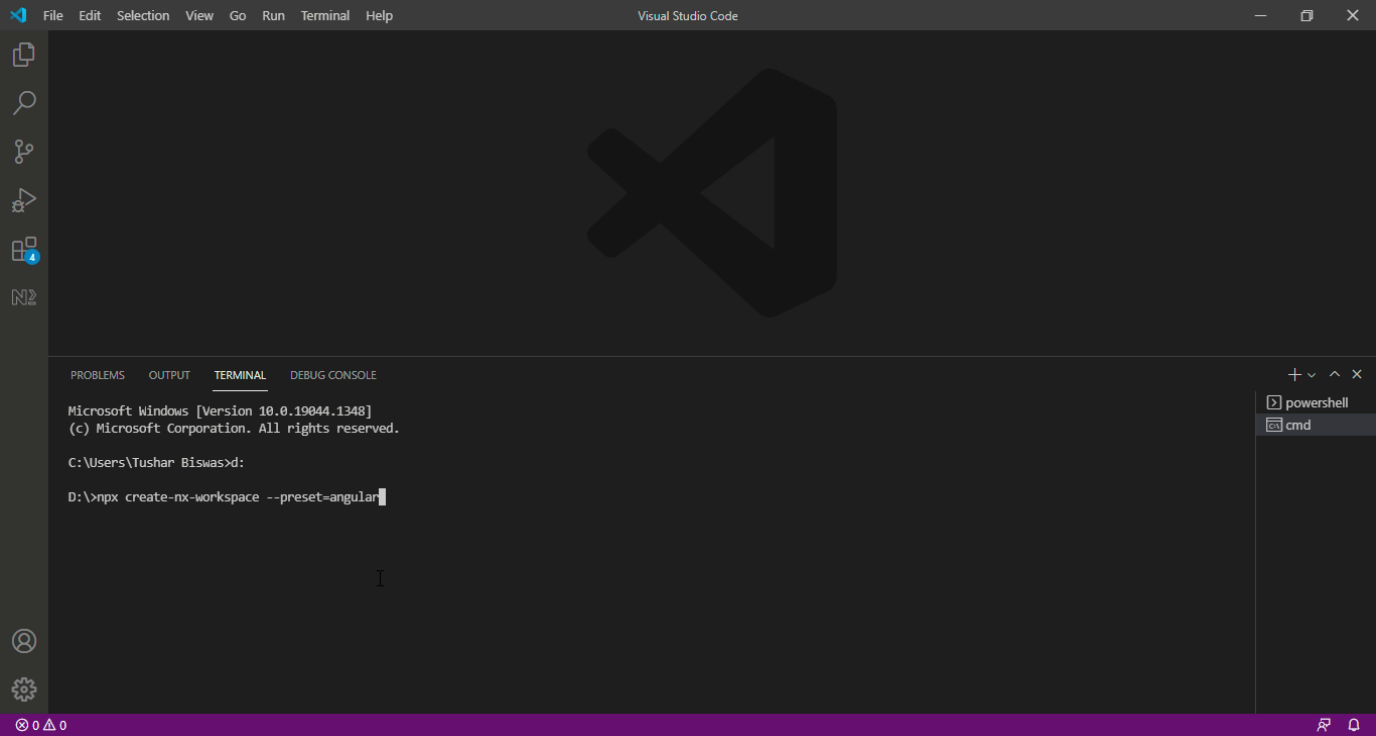 File Edit Selection View Go Run Terminal Help
Visual Studio Code
4
PROBLEMS OUTPUT TERMINAL DEBUG CONSOLE
Microsoft Windows [Version 10.0.19044.1348]
(c) Microsoft Corporation. All rights reserved.
C:\Users\Tushar Biswas>d:
D:\>npx create-nx-workspace --preset=angular
powershell
cmd
0 0